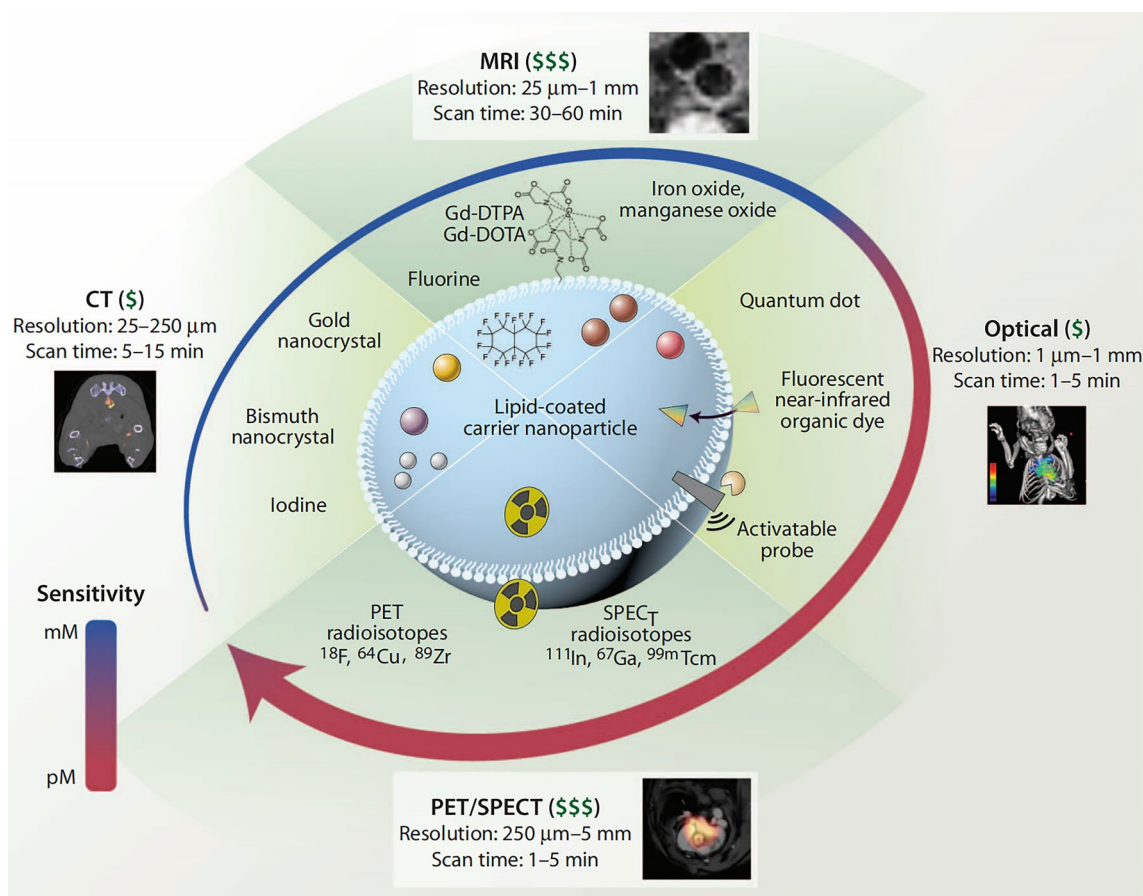 MRI ($$$)
Resolution: 25 μm–1 mm
Scan time: 30–60 min
Iron oxide,
manganese oxide
Gd-DTPA
Gd-DOTA
Fluorine
CT ($)
Resolution: 25–250 μm
Scan time: 5–15 min
Gold
nanocrystal
Quantum dot
Optical ($)
Resolution: 1 μm–1 mm
Scan time: 1–5 min
Bismuth
nanocrystal
Lipid-coated
carrier nanoparticle
Fluorescent
near-infrared
organic dye
Iodine
Activatable
probe
Sensitivity
mM
pM
PET
radioisotopes
18F, 64Cu, 89Zr
SPECT
radioisotopes
111In, 67Ga, 99mTcm
PET/SPECT ($$$)
Resolution: 250 μm–5 mm
Scan time: 1–5 min